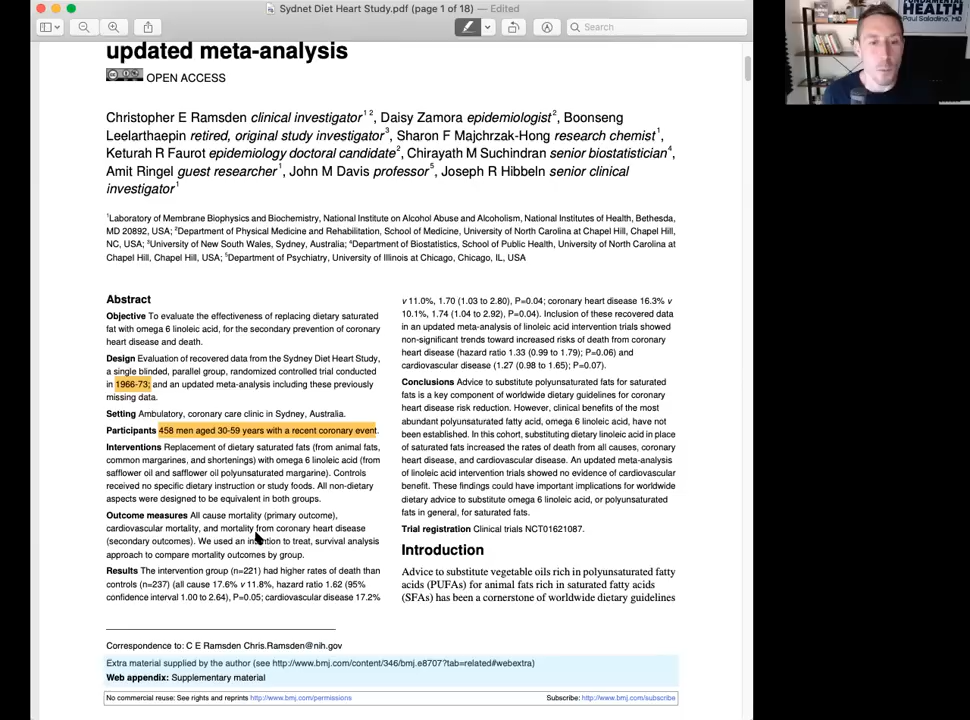 Sydnet Diet Heart Study.pdf (page 1 of 18) — Edited
Search
updated meta-analysis
OPEN ACCESS
Christopher E Ramsden clinical investigator 1 2, Daisy Zamora epidemiologist 2, Boonseng
Leelarthaepin retired, original study investigator 3, Sharon F Majchrzak-Hong research chemist 1,
Keturah R Faurot epidemiology doctoral candidate 2, Chirayath M Suchindran senior biostatistician 4,
Amit Ringel guest researcher 1, John M Davis professor 5, Joseph R Hibbeln senior clinical
investigator 1
1Laboratory of Membrane Biophysics and Biochemistry, National Institute on Alcohol Abuse and Alcoholism, National Institutes of Health, Bethesda,
MD 20892, USA; 2Department of Physical Medicine and Rehabilitation, School of Medicine, University of North Carolina at Chapel Hill, Chapel Hill,
NC, USA; 3University of New South Wales, Sydney, Australia; 4Department of Biostatistics, School of Public Health, University of North Carolina at
Chapel Hill, Chapel Hill, USA; 5Department of Psychiatry, University of Illinois at Chicago, Chicago, IL, USA
Abstract
Objective To evaluate the effectiveness of replacing dietary saturated
fat with omega 6 linoleic acid, for the secondary prevention of coronary
heart disease and death.
Design Evaluation of recovered data from the Sydney Diet Heart Study,
a single blinded, parallel group, randomized controlled trial conducted
in 1966-73; and an updated meta-analysis including these previously
missing data.
Setting Ambulatory, coronary care clinic in Sydney, Australia.
Participants 458 men aged 30-59 years with a recent coronary event.
Interventions Replacement of dietary saturated fats (from animal fats,
common margarines, and shortenings) with omega 6 linoleic acid (from
safflower oil and safflower oil polyunsaturated margarine). Controls
received no specific dietary instruction or study foods. All non-dietary
aspects were designed to be equivalent in both groups.
Outcome measures All cause mortality (primary outcome),
cardiovascular mortality, and mortality from coronary heart disease
(secondary outcomes). We used an intention to treat, survival analysis
approach to compare mortality outcomes by group.
Results The intervention group (n=221) had higher rates of death than
controls (n=237) (all cause 17.6% v 11.8%, hazard ratio 1.62 (95%
confidence interval 1.00 to 2.64), P=0.05; cardiovascular disease 17.2%
v 11.0%, 1.70 (1.03 to 2.80), P=0.04; coronary heart disease 16.3% v
10.1%, 1.74 (1.04 to 2.92), P=0.04). Inclusion of these recovered data
in an updated meta-analysis of linoleic acid intervention trials showed
non-significant trends toward increased risks of death from coronary
heart disease (hazard ratio 1.33 (0.99 to 1.79); P=0.06) and
cardiovascular disease (1.27 (0.98 to 1.65); P=0.07).
Conclusions Advice to substitute polyunsaturated fats for saturated
fats is a key component of worldwide dietary guidelines for coronary
heart disease risk reduction. However, clinical benefits of the most
abundant polyunsaturated fatty acid, omega 6 linoleic acid, have not
been established. In this cohort, substituting dietary linoleic acid in place
of saturated fats increased the rates of death from all causes, coronary
heart disease, and cardiovascular disease. An updated meta-analysis
of linoleic acid intervention trials showed no evidence of cardiovascular
benefit. These findings could have important implications for worldwide
dietary advice to substitute omega 6 linoleic acid, or polyunsaturated
fats in general, for saturated fats.
Trial registration Clinical trials NCT01621087.
Introduction
Advice to substitute vegetable oils rich in polyunsaturated fatty
acids (PUFAs) for animal fats rich in saturated fatty acids
(SFAs) has been a cornerstone of worldwide dietary guidelines
Correspondence to: C E Ramsden Chris.Ramsden@nih.gov
Extra material supplied by the author (see http://www.bmj.com/content/346/bmj.e8707?tab=related#webextra)
Web appendix: Supplementary material
No commercial reuse: See rights and reprints http://www.bmj.com/permissions
Subscribe: http://www.bmj.com/subscribe
FUNDAMENTAL
HEALTH
Paul Saladino, M.D.